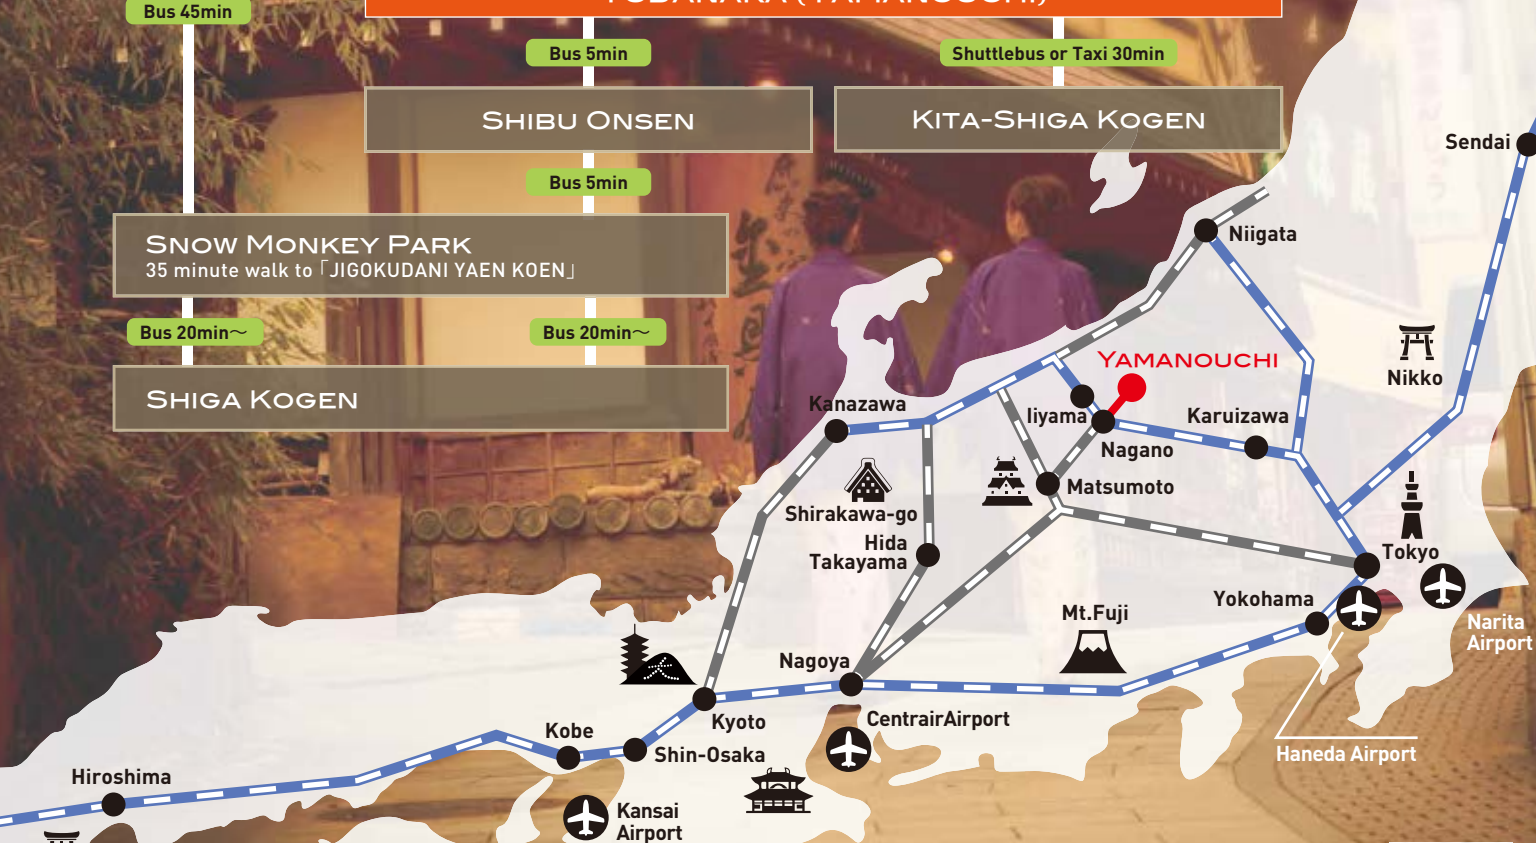 Bus 45min
YUDANAKA (YAMANOUCHI)
Bus 5min
Shuttlebus or Taxi 30min
SHIBU ONSEN
KITA-SHIGA KOGEN
Bus 5min
SNOW MONKEY PARK
35 minute walk to「JIGOKUDANI YAEN KOEN」
Bus 20min～
Bus 20min～
SHIGA KOGEN
Sendai
Niigata
Nikko
YAMANOUCHI
Kanazawa
Iiyama
Karuizawa
Nagano
Matsumoto
Shirakawa-go
Hida
Takayama
Tokyo
Yokohama
Mt.Fuji
Narita
Airport
Nagoya
CentrairAirport
Kyoto
Kobe
Shin-Osaka
Haneda Airport
Hiroshima
Kansai
Airport